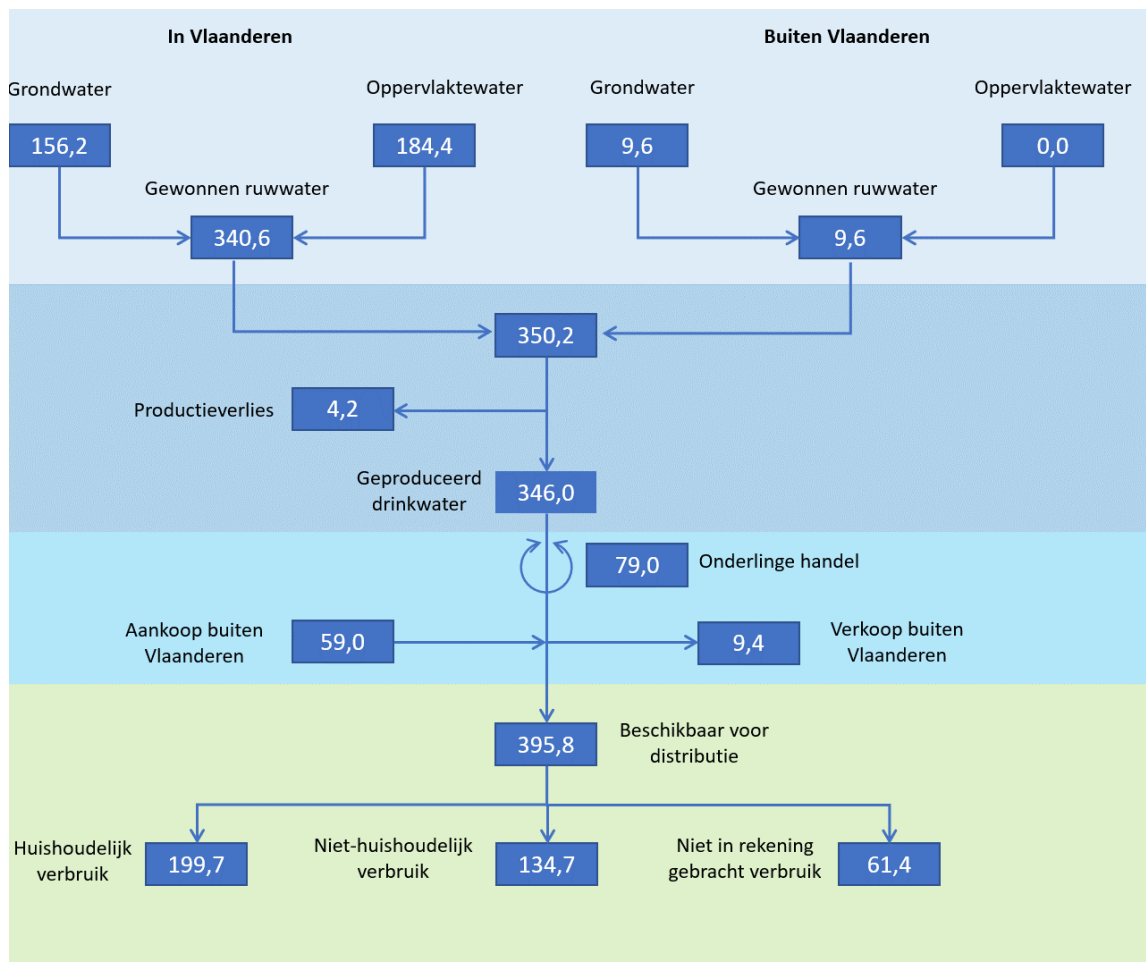 In Vlaanderen
Buiten Vlaanderen
Grondwater
Oppervlaktewater
Grondwater
Oppervlaktewater
156,2
184,4
9,6
0,0
Gewonnen ruwwater
Gewonnen ruwwater
340,6
9,6
350,2
Productieverlies
4,2
Geproduceerd
drinkwater
346,0
79,0
Onderlinge handel
Aankoop buiten
Vlaanderen
59,0
9,4
Verkoop buiten
Vlaanderen
395,8
Beschikbaar voor
distributie
Huishoudelijk
verbruik
199,7
Niet-huishoudelijk
verbruik
134,7
Niet in rekening
gebracht verbruik
61,4